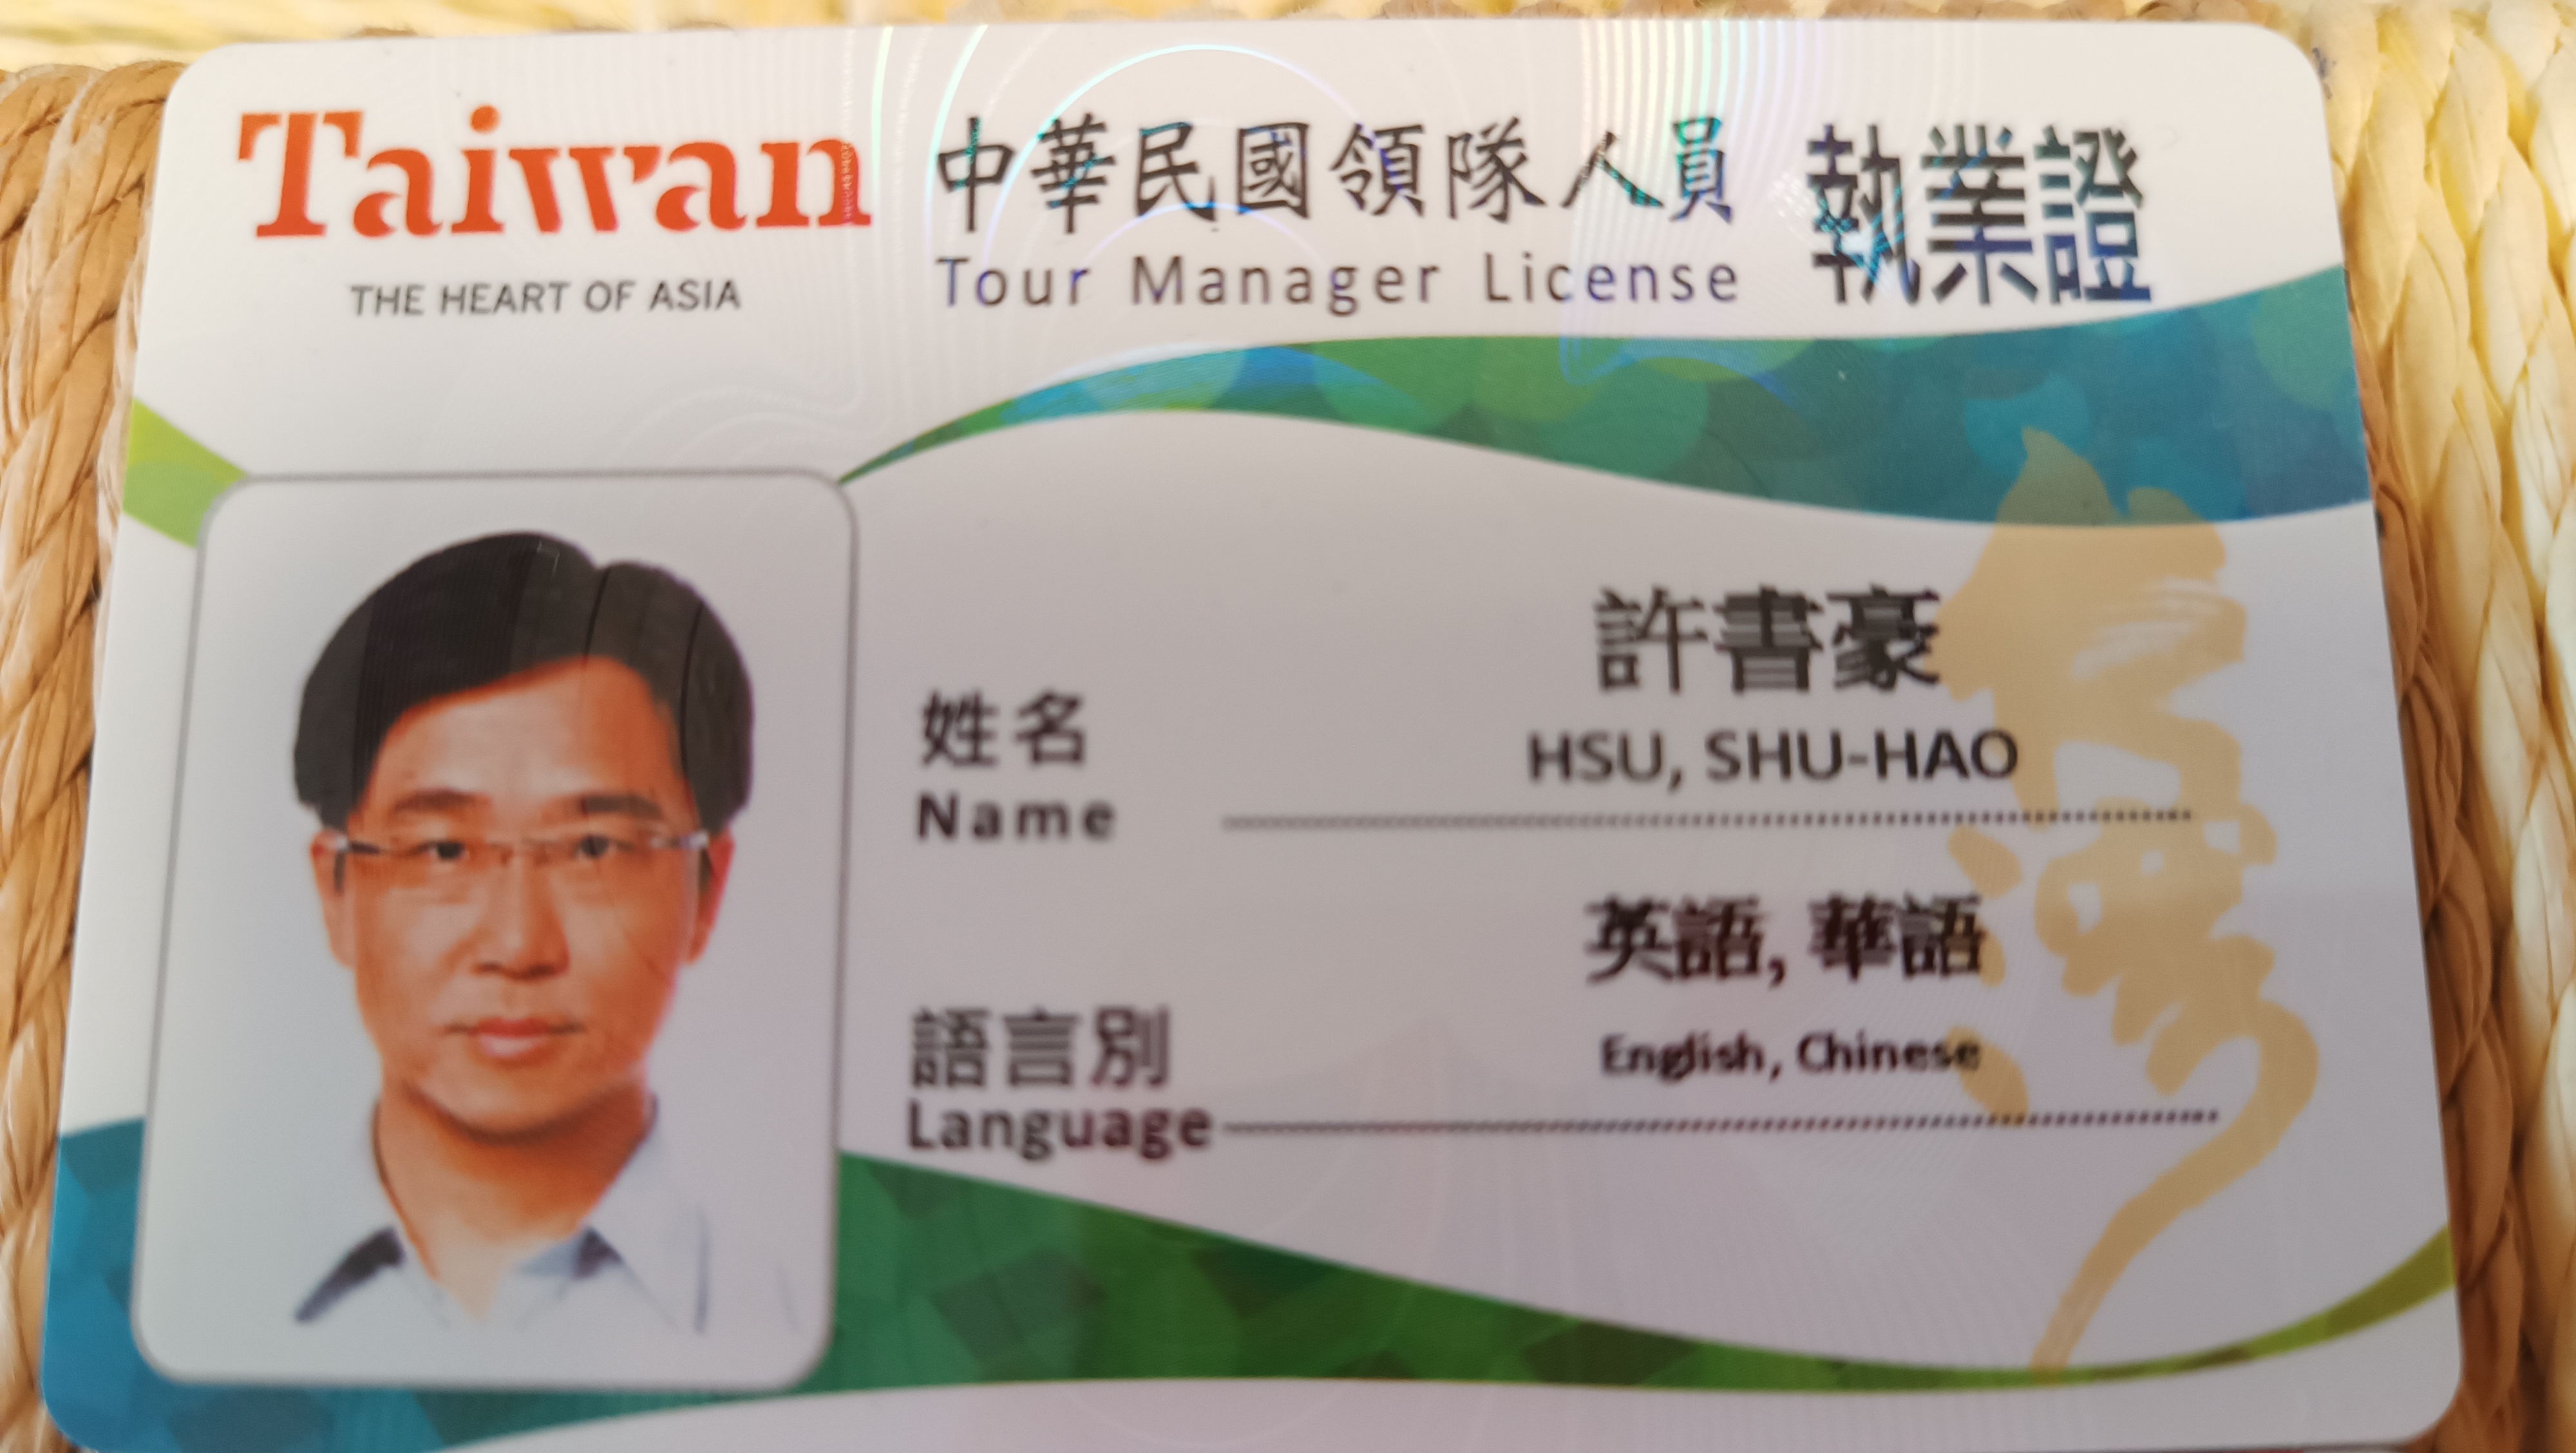 Taiwan
THE HEART OF ASIA
中華民國領隊人員 執業證
Tour Manager License
許書豪
姓名
HSU, SHU-HAO
Name
英語, 華語
語言別
English, Chinese
Language